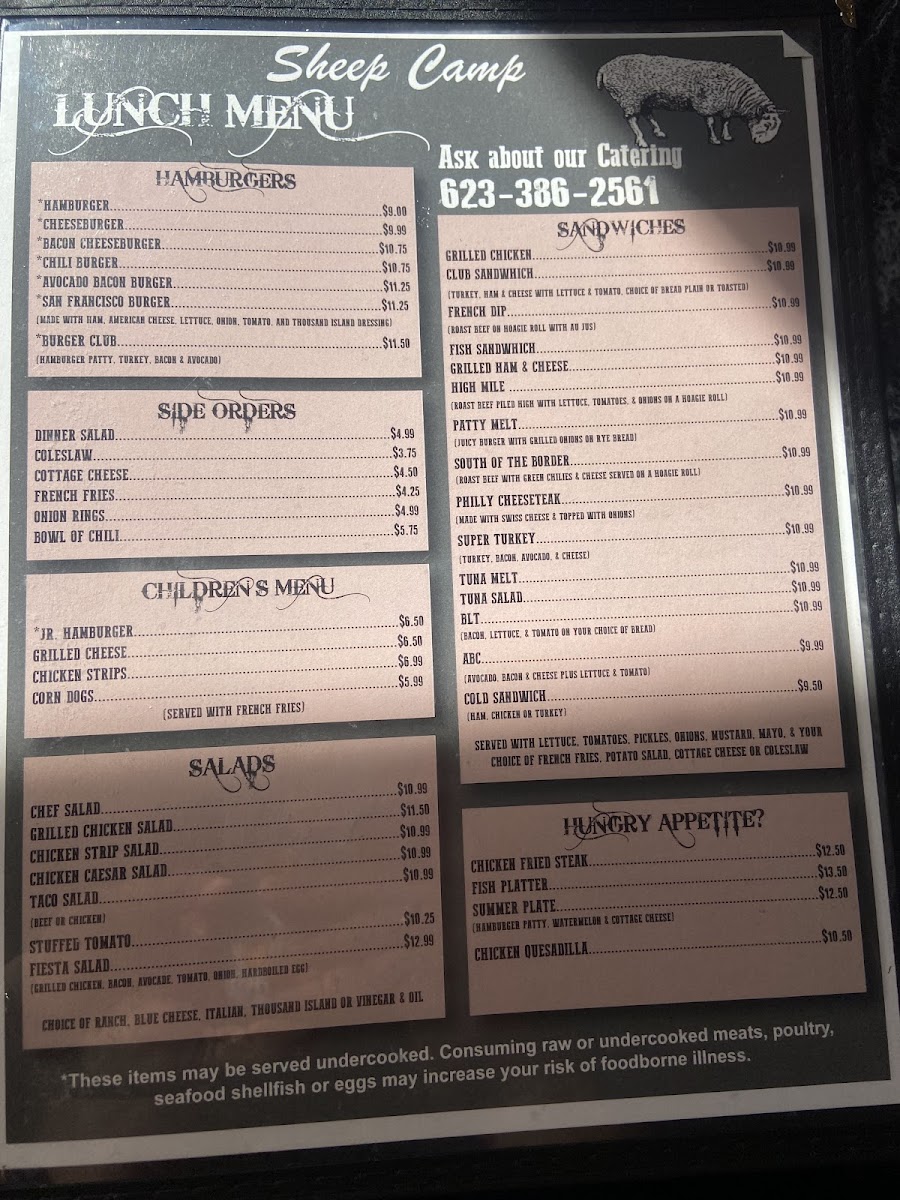 Sheep Camp
LUNCH MENU
HAMBURGERS
*HAMBURGER $9.00
*CHEESEBURGER $9.99
*BACON CHEESEBURGER $10.75
*CHILI BURGER $10.75
*AVOCADO BACON BURGER $11.25
*SAN FRANCISCO BURGER $11.25
(MADE WITH HAM, AMERICAN CHEESE, LETTUCE, ONION, TOMATO, AND THOUSAND ISLAND DRESSING)
*BURGER CLUB $11.50
(HAMBURGER PATTY, TURKEY, BACON & AVOCADO)
SIDE ORDERS
DINNER SALAD $4.99
COLESLAW $3.75
COTTAGE CHEESE $4.50
FRENCH FRIES $4.25
ONION RINGS $4.99
BOWL OF CHILI $5.75
CHILDREN'S MENU
*JR. HAMBURGER $6.50
GRILLED CHEESE $6.50
CHICKEN STRIPS $6.99
CORN DOGS $5.99
(SERVED WITH FRENCH FRIES)
SALADS
CHEF SALAD $10.99
GRILLED CHICKEN SALAD $11.50
CHICKEN STRIP SALAD $10.99
CHICKEN CAESAR SALAD $10.99
TACO SALAD $10.99
(BEEF OR CHICKEN)
STUFFED TOMATO $10.25
FIESTA SALAD $12.99
(GRILLED CHICKEN, BACON, AVOCADE, TOMATO, ONION, HARDBOILED EGG)
CHOICE OF RANCH, BLUE CHEESE, ITALIAN, THOUSAND ISLAND OR VINEGAR & OIL
ASK ABOUT OUR CATERING
623-386-2561
SANDWICHES
GRILLED CHICKEN $10.99
CLUB SANDWHICH $10.99
(TURKEY, HAM & CHEESE WITH LETTUCE & TOMATO, CHOICE OF BREAD PLAIN OR TOASTED)
FRENCH DIP $10.99
(ROAST BEEF ON HOAGIE ROLL WITH AU JUS)
FISH SANDWHICH $10.99
GRILLED HAM & CHEESE $10.99
HIGH MILE $10.99
(ROAST BEEF PILED HIGH WITH LETTUCE, TOMATOES, & ONIONS ON A HOAGIE ROLL)
PATTY MELT $10.99
(JUICY BURGER WITH GRILLED ONIONS ON RYE BREAD)
SOUTH OF THE BORDER $10.99
(ROAST BEEF WITH GREEN CHILIES & CHEESE SERVED ON A HOAGIE ROLL)
PHILLY CHEESETEAK $10.99
(MADE WITH SWISS CHEESE & TOPPED WITH ONIONS)
SUPER TURKEY $10.99
(TURKEY, BACON, AVOCADO, & CHEESE)
TUNA MELT $10.99
TUNA SALAD $10.99
BLT $10.99
(BACON, LETTUCE, & TOMATO ON YOUR CHOICE OF BREAD)
ABC $9.99
(AVOCADO, BACON & CHEESE PLUS LETTUCE & TOMATO)
COLD SANDWICH $9.50
(HAM, CHICKEN OR TURKEY)
SERVED WITH LETTUCE, TOMATOES, PICKLES, ONIONS, MUSTARD, MAYO, & YOUR
CHOICE OF FRENCH FRIES, POTATO SALAD, COTTAGE CHEESE OR COLESLAW
HUNGRY APPETITE?
CHICKEN FRIED STEAK $12.50
FISH PLATTER $13.50
SUMMER PLATE $12.50
(HAMBURGER PATTY, WATERMELON & COTTAGE CHEESE)
CHICKEN QUESADILLA $10.50
*These items may be served undercooked. Consuming raw or undercooked meats, poultry,
seafood shellfish or eggs may increase your risk of foodborne illness.